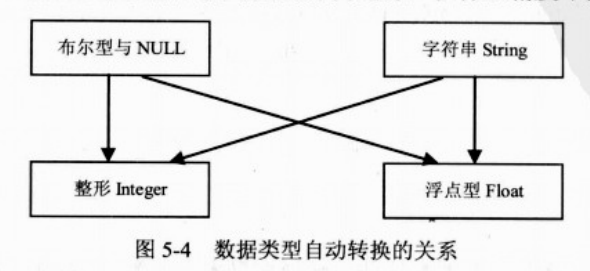 布尔型与 NULL
字符串 String
整形 Integer
浮点型 Float
图 5-4 数据类型自动转换的关系